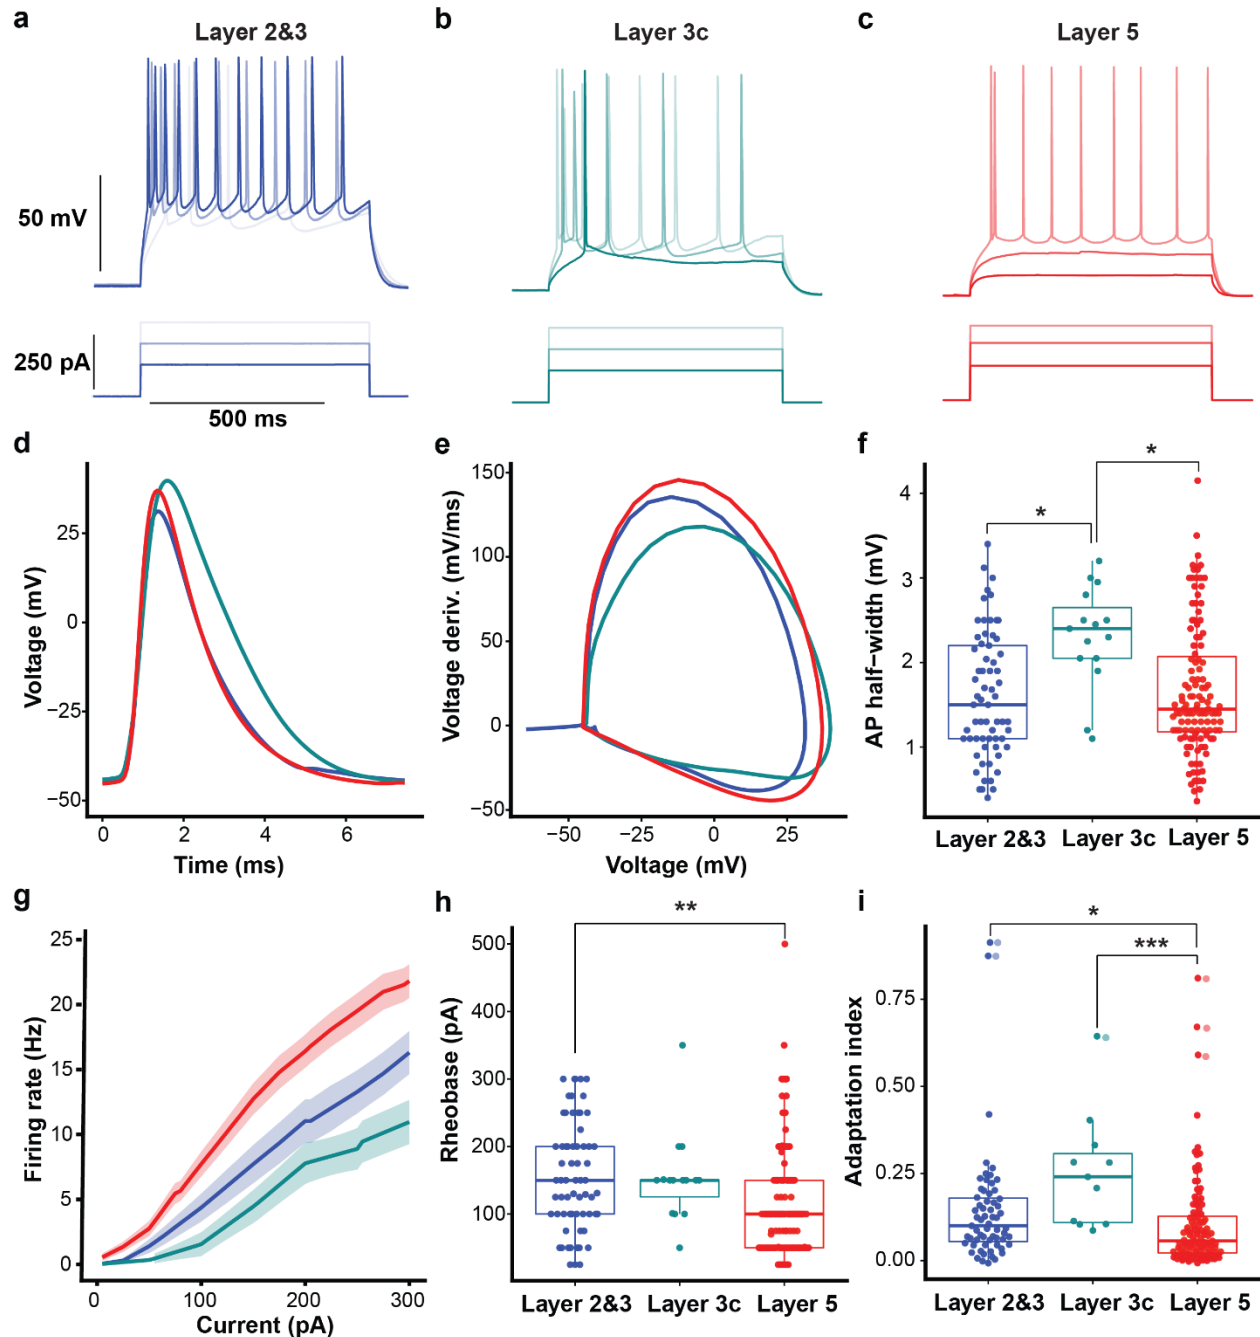 a
Layer 2&3
b
Layer 3c
c
Layer 5
50 mV
250 pA
500 ms
d
25
0
−25
−50
Voltage (mV)
0 2 4 6
Time (ms)
e
150
100
50
0
−50
Voltage deriv. (mV/ms)
−50 −25 0 25
Voltage (mV)
f
*
*
4
3
2
1
AP half−width (mV)
Layer 2&3 Layer 3c Layer 5
g
25
20
15
10
5
0
Firing rate (Hz)
0 100 200 300
Current (pA)
h
**
500
400
300
200
100
Rheobase (pA)
Layer 2&3 Layer 3c Layer 5
i
*
***
0.75
0.50
0.25
0.00
Adaptation index
Layer 2&3 Layer 3c Layer 5